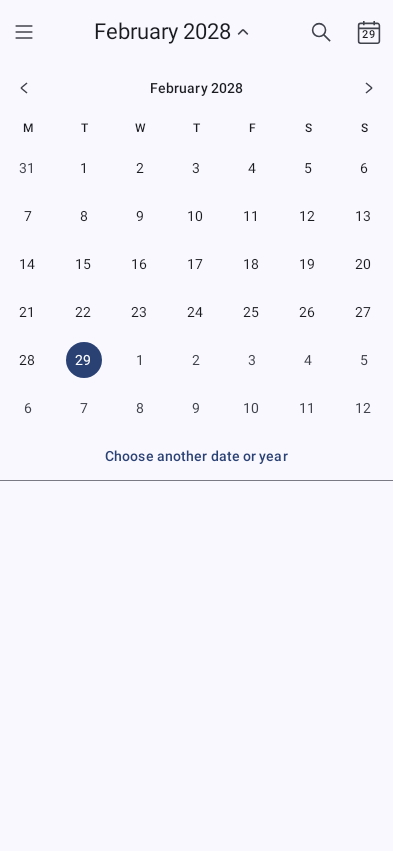 February 2028
29
February 2028
M T W T F S S
31 1 2 3 4 5 6
7 8 9 10 11 12 13
14 15 16 17 18 19 20
21 22 23 24 25 26 27
28 29 1 2 3 4 5
6 7 8 9 10 11 12
Choose another date or year